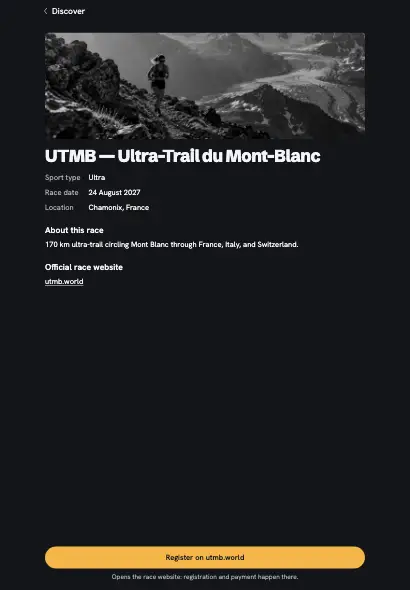 Discover
UTMB — Ultra-Trail du Mont-Blanc
Sport type Ultra
Race date 24 August 2027
Location Chamonix, France
About this race
170 km ultra-trail circling Mont Blanc through France, Italy, and Switzerland.
Official race website
utmb.world
Register on utmb.world
Opens the race website; registration and payment happen there.